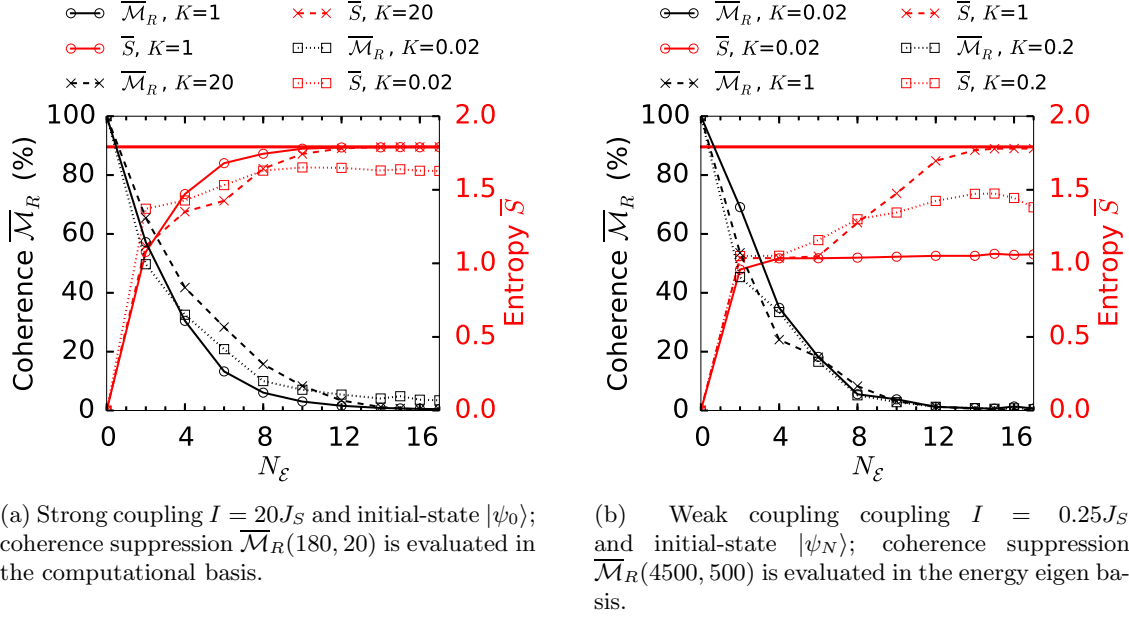 M̅_R, K=1
S̅, K=1
M̅_R, K=20
S̅, K=20
M̅_R, K=0.02
S̅, K=0.02
100
80
60
40
20
0
Coherence M̅_R (%)
2.0
1.5
1.0
0.5
0.0
Entropy S̅
0 4 8 12 16
N_ℰ
(a) Strong coupling I = 20J_S and initial-state |ψ_0⟩;
coherence suppression M̅_R(180, 20) is evaluated in
the computational basis.
M̅_R, K=0.02
S̅, K=0.02
M̅_R, K=1
S̅, K=1
M̅_R, K=0.2
S̅, K=0.2
100
80
60
40
20
0
Coherence M̅_R (%)
2.0
1.5
1.0
0.5
0.0
Entropy S̅
0 4 8 12 16
N_ℰ
(b) Weak coupling coupling I = 0.25J_S
and initial-state |ψ_N⟩; coherence suppression
M̅_R(4500, 500) is evaluated in the energy eigen ba-
sis.